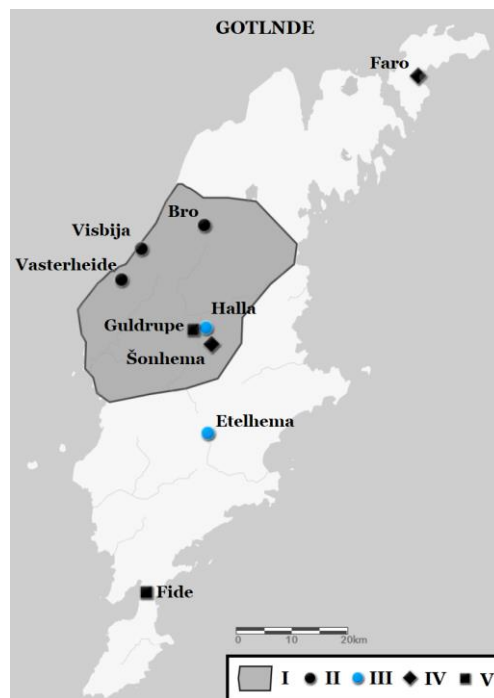 GOTLNDE
Faro
Bro
Visbija
Vasterheide
Halla
Guldrupe
Šonhema
Etelhema
Fide
0 10 20km
I II III IV V